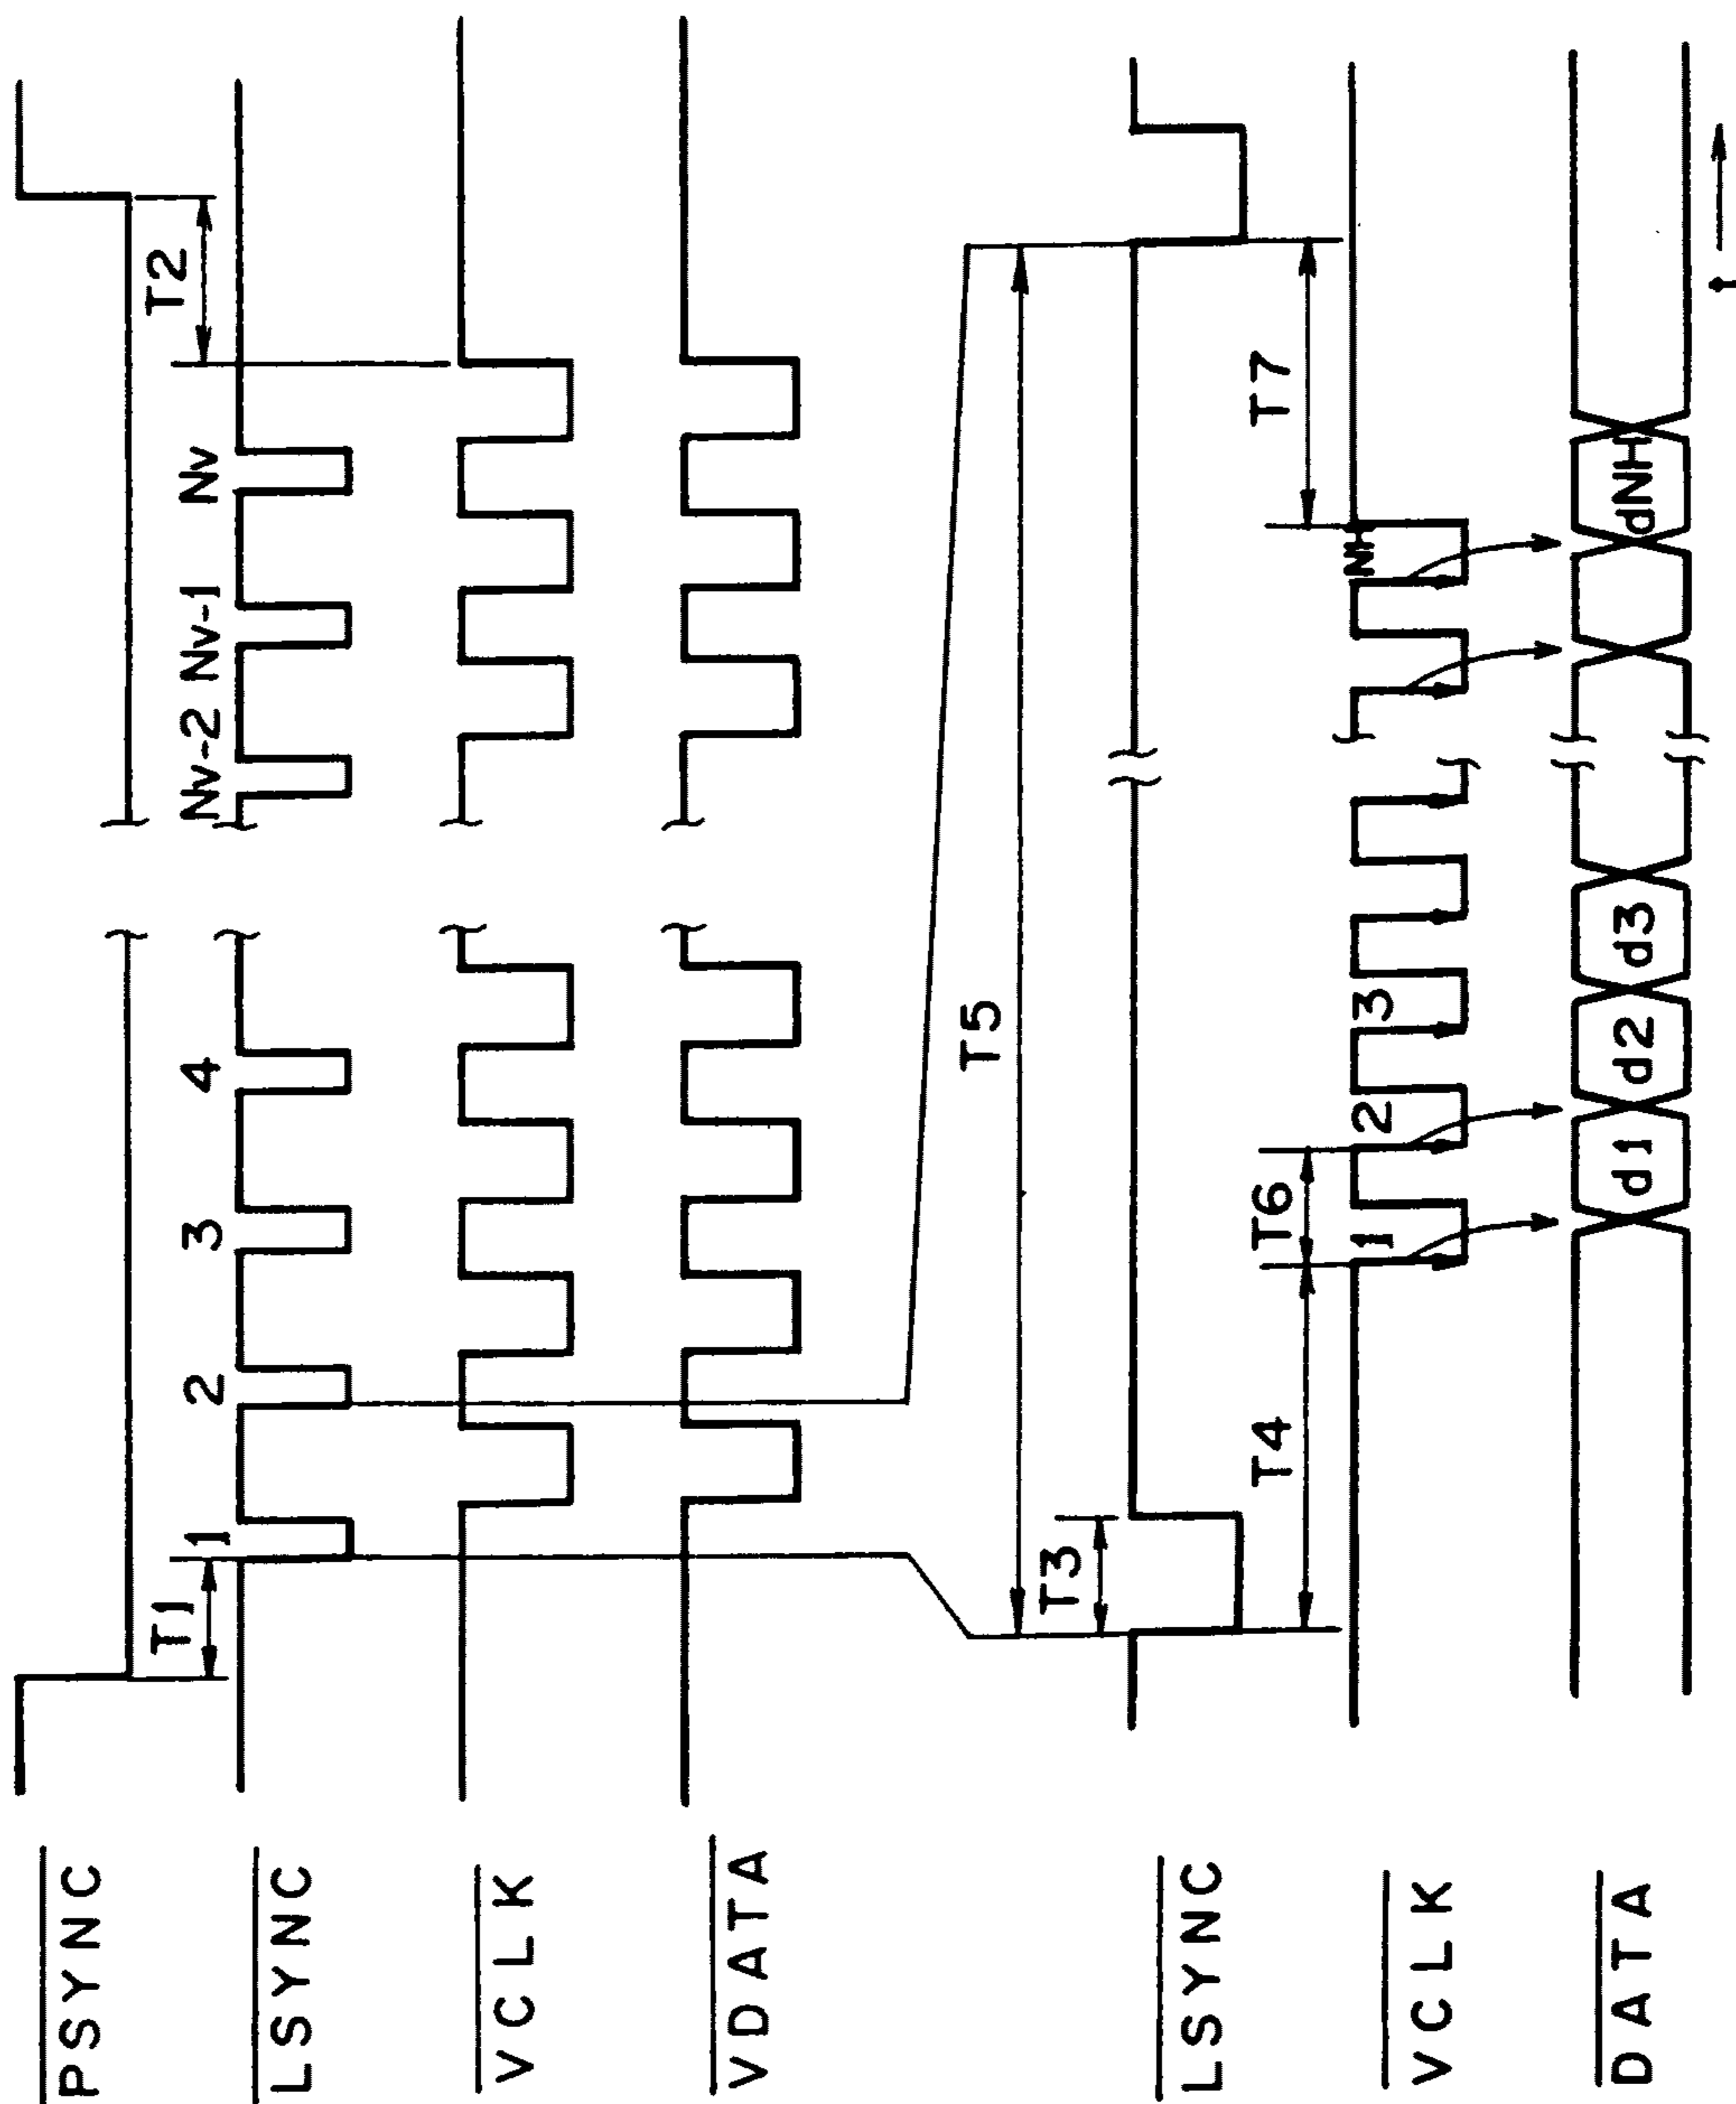 PSYNC
T1
T2
LSYNC
1 2 3 4 Nv-2 Nv-1 Nv
VCLK
VDATA
T5
T3
LSYNC
T4 T6 T7
VCLK
1 2 3 NH
DATA
d1 d2 d3 dNH
t